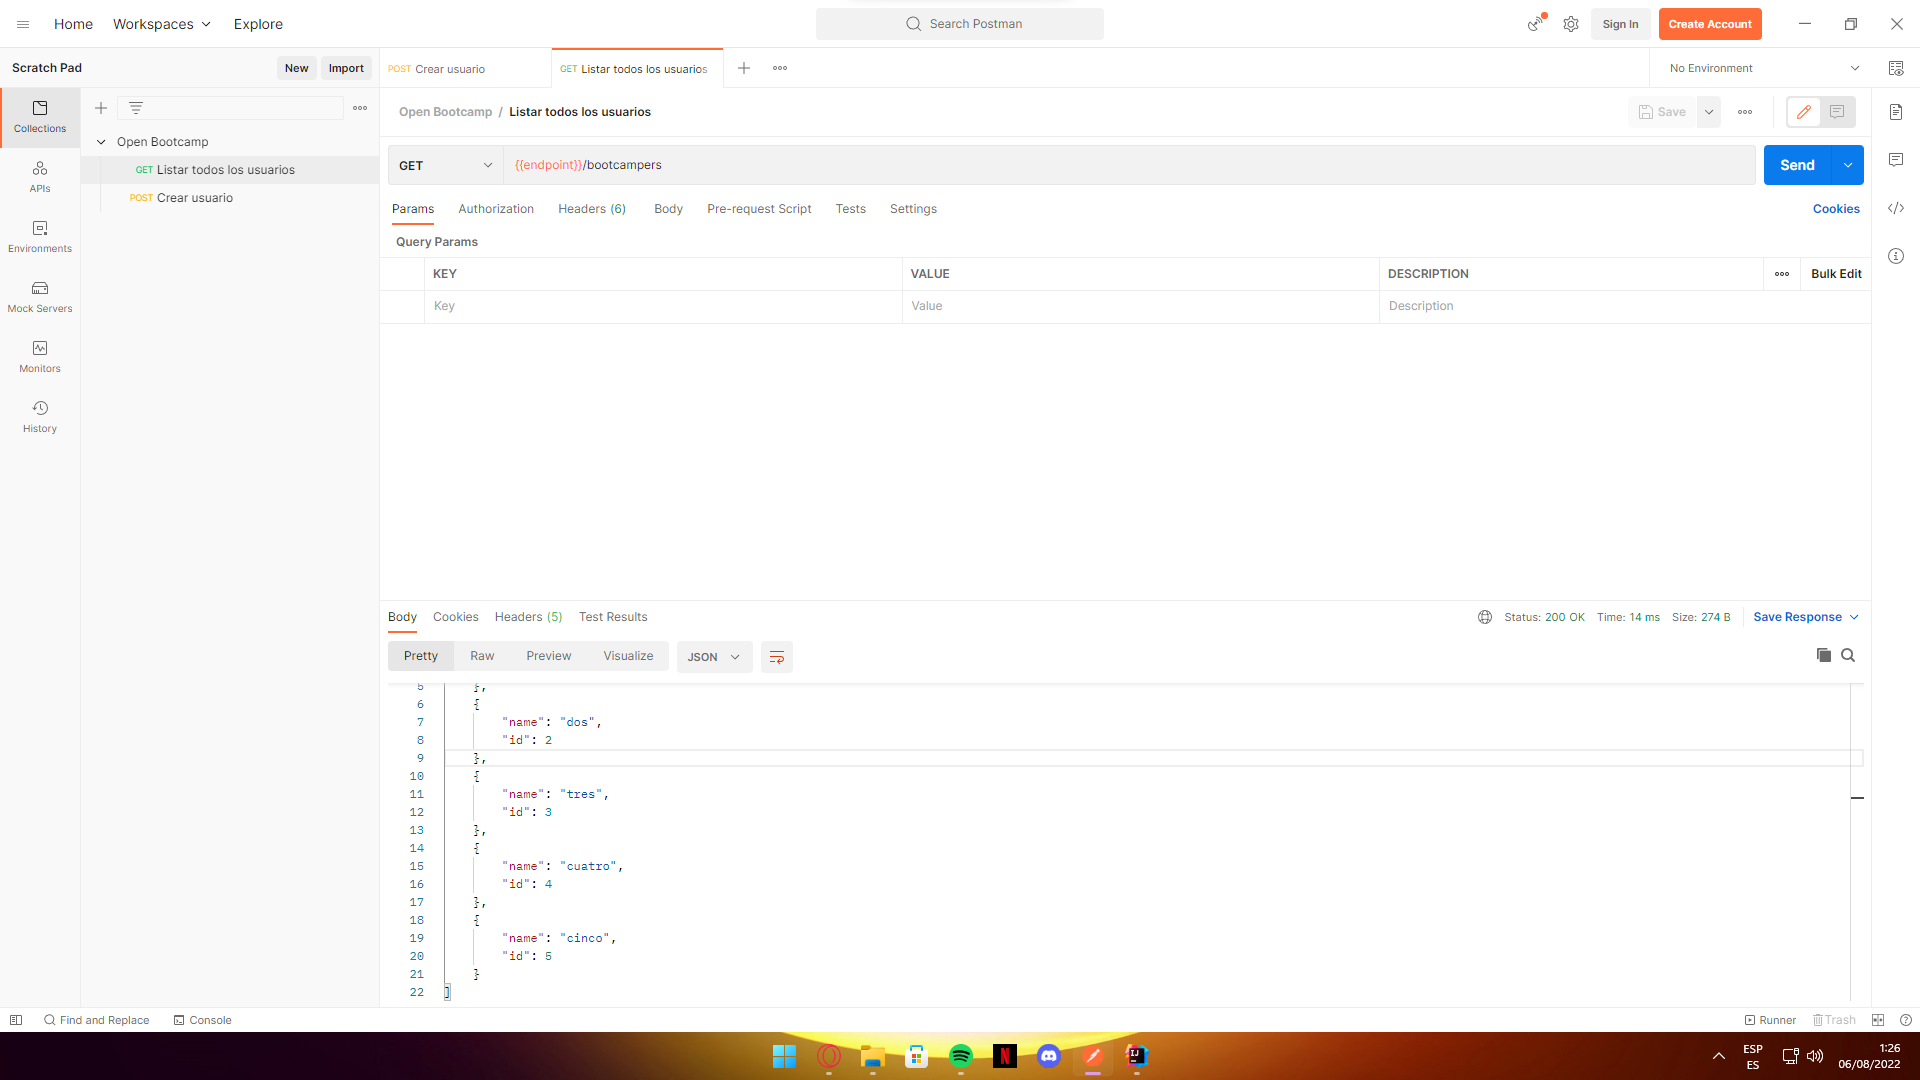 Home
Workspaces
Explore
Search Postman
Sign In
Create Account
Scratch Pad
New
Import
POST Crear usuario
GET Listar todos los usuarios
No Environment
Collections
APIs
Environments
Mock Servers
Monitors
History
Open Bootcamp
GET Listar todos los usuarios
POST Crear usuario
Open Bootcamp / Listar todos los usuarios
Save
GET
{{endpoint}}/bootcampers
Send
Params
Authorization
Headers (6)
Body
Pre-request Script
Tests
Settings
Cookies
Query Params
KEY
VALUE
DESCRIPTION
Bulk Edit
Key
Value
Description
Body
Cookies
Headers (5)
Test Results
Status: 200 OK
Time: 14 ms
Size: 274 B
Save Response
Pretty
Raw
Preview
Visualize
JSON
5 },
6 {
7 "name": "dos",
8 "id": 2
9 },
10 {
11 "name": "tres",
12 "id": 3
13 },
14 {
15 "name": "cuatro",
16 "id": 4
17 },
18 {
19 "name": "cinco",
20 "id": 5
21 }
22 ]
Find and Replace
Console
Runner
Trash
N
IJ
ESP
ES
1:26
06/08/2022